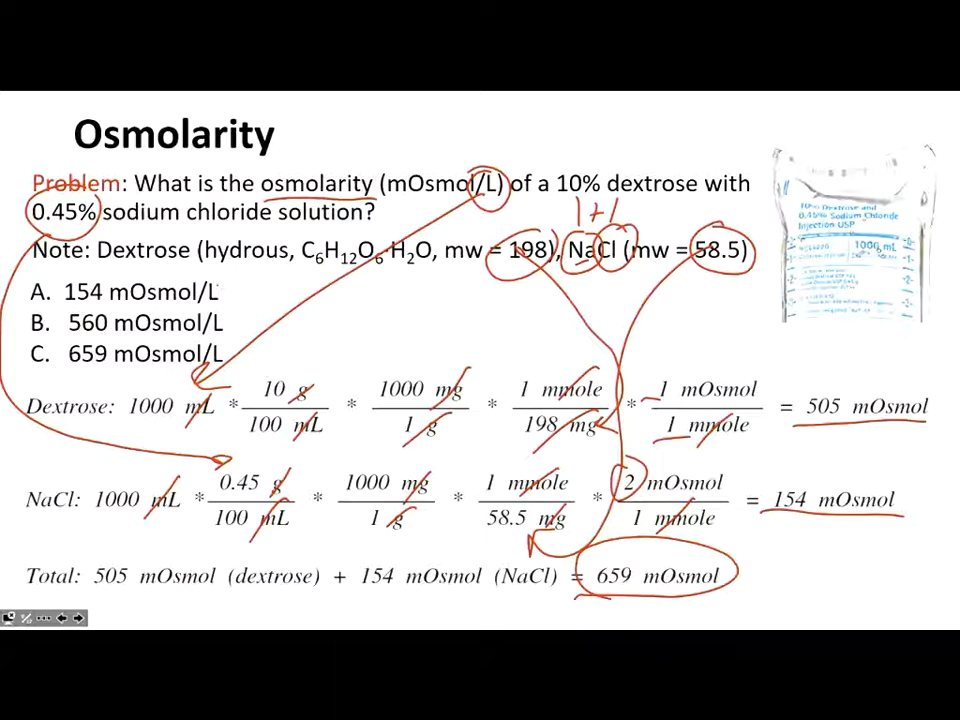 Osmolarity
Problem: What is the osmolarity (mOsmol/L) of a 10% dextrose with
0.45% sodium chloride solution?
1+1
Note: Dextrose (hydrous, C₆H₁₂O₆·H₂O, mw = 198), NaCl (mw = 58.5)
A. 154 mOsmol/L
B. 560 mOsmol/L
C. 659 mOsmol/L
10% Dextrose and
0.45% Sodium Chloride
Injection USP
1000 mL
Dextrose: 1000 mL * 10 g / 100 mL * 1000 mg / 1 g * 1 mmole / 198 mg * 1 mOsmol / 1 mmole = 505 mOsmol
NaCl: 1000 mL * 0.45 g / 100 mL * 1000 mg / 1 g * 1 mmole / 58.5 mg * 2 mOsmol / 1 mmole = 154 mOsmol
Total: 505 mOsmol (dextrose) + 154 mOsmol (NaCl) = 659 mOsmol